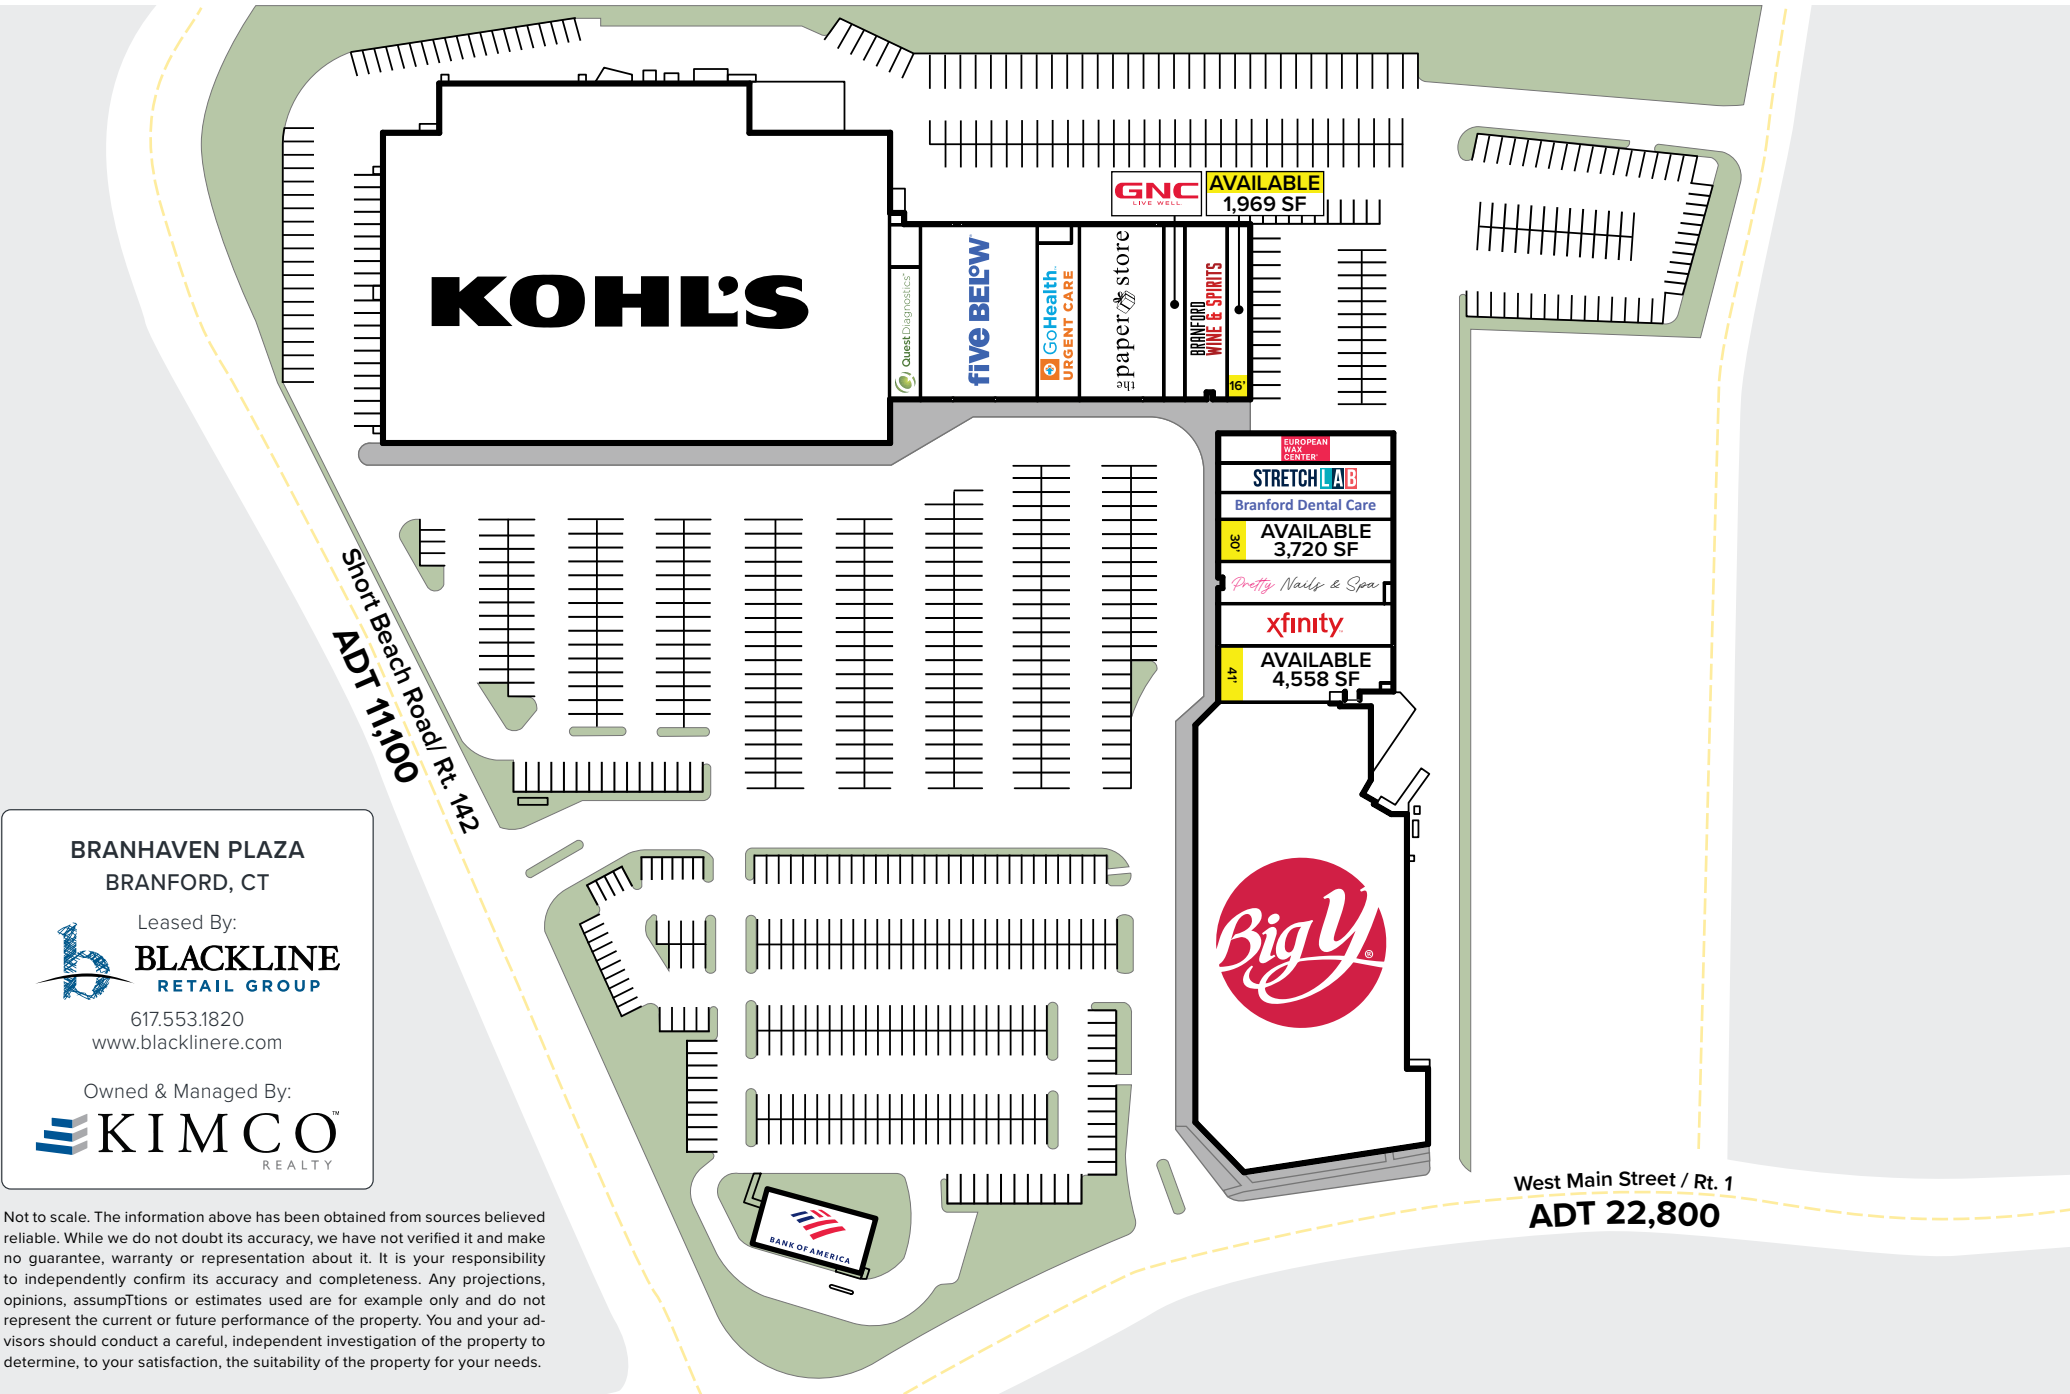 GNC
LIVE WELL
AVAILABLE
1,969 SF
KOHL'S
Quest Diagnostics™
five BEL°W
GoHealth
URGENT CARE
the paper store
BRANFORD
WINE & SPIRITS
16'
EUROPEAN
WAX
CENTER
STRETCH LAB
Branford Dental Care
30'
AVAILABLE
3,720 SF
Pretty Nails & Spa
xfinity
41'
AVAILABLE
4,558 SF
Big Y®
Short Beach Road/ Rt. 142
ADT 11,100
BRANHAVEN PLAZA
BRANFORD, CT
Leased By:
b
BLACKLINE
RETAIL GROUP
617.553.1820
www.blacklinere.com
Owned & Managed By:
KIMCO™
REALTY
BANK OF AMERICA
West Main Street / Rt. 1
ADT 22,800
Not to scale. The information above has been obtained from sources believed
reliable. While we do not doubt its accuracy, we have not verified it and make
no guarantee, warranty or representation about it. It is your responsibility
to independently confirm its accuracy and completeness. Any projections,
opinions, assumpTtions or estimates used are for example only and do not
represent the current or future performance of the property. You and your ad-
visors should conduct a careful, independent investigation of the property to
determine, to your satisfaction, the suitability of the property for your needs.